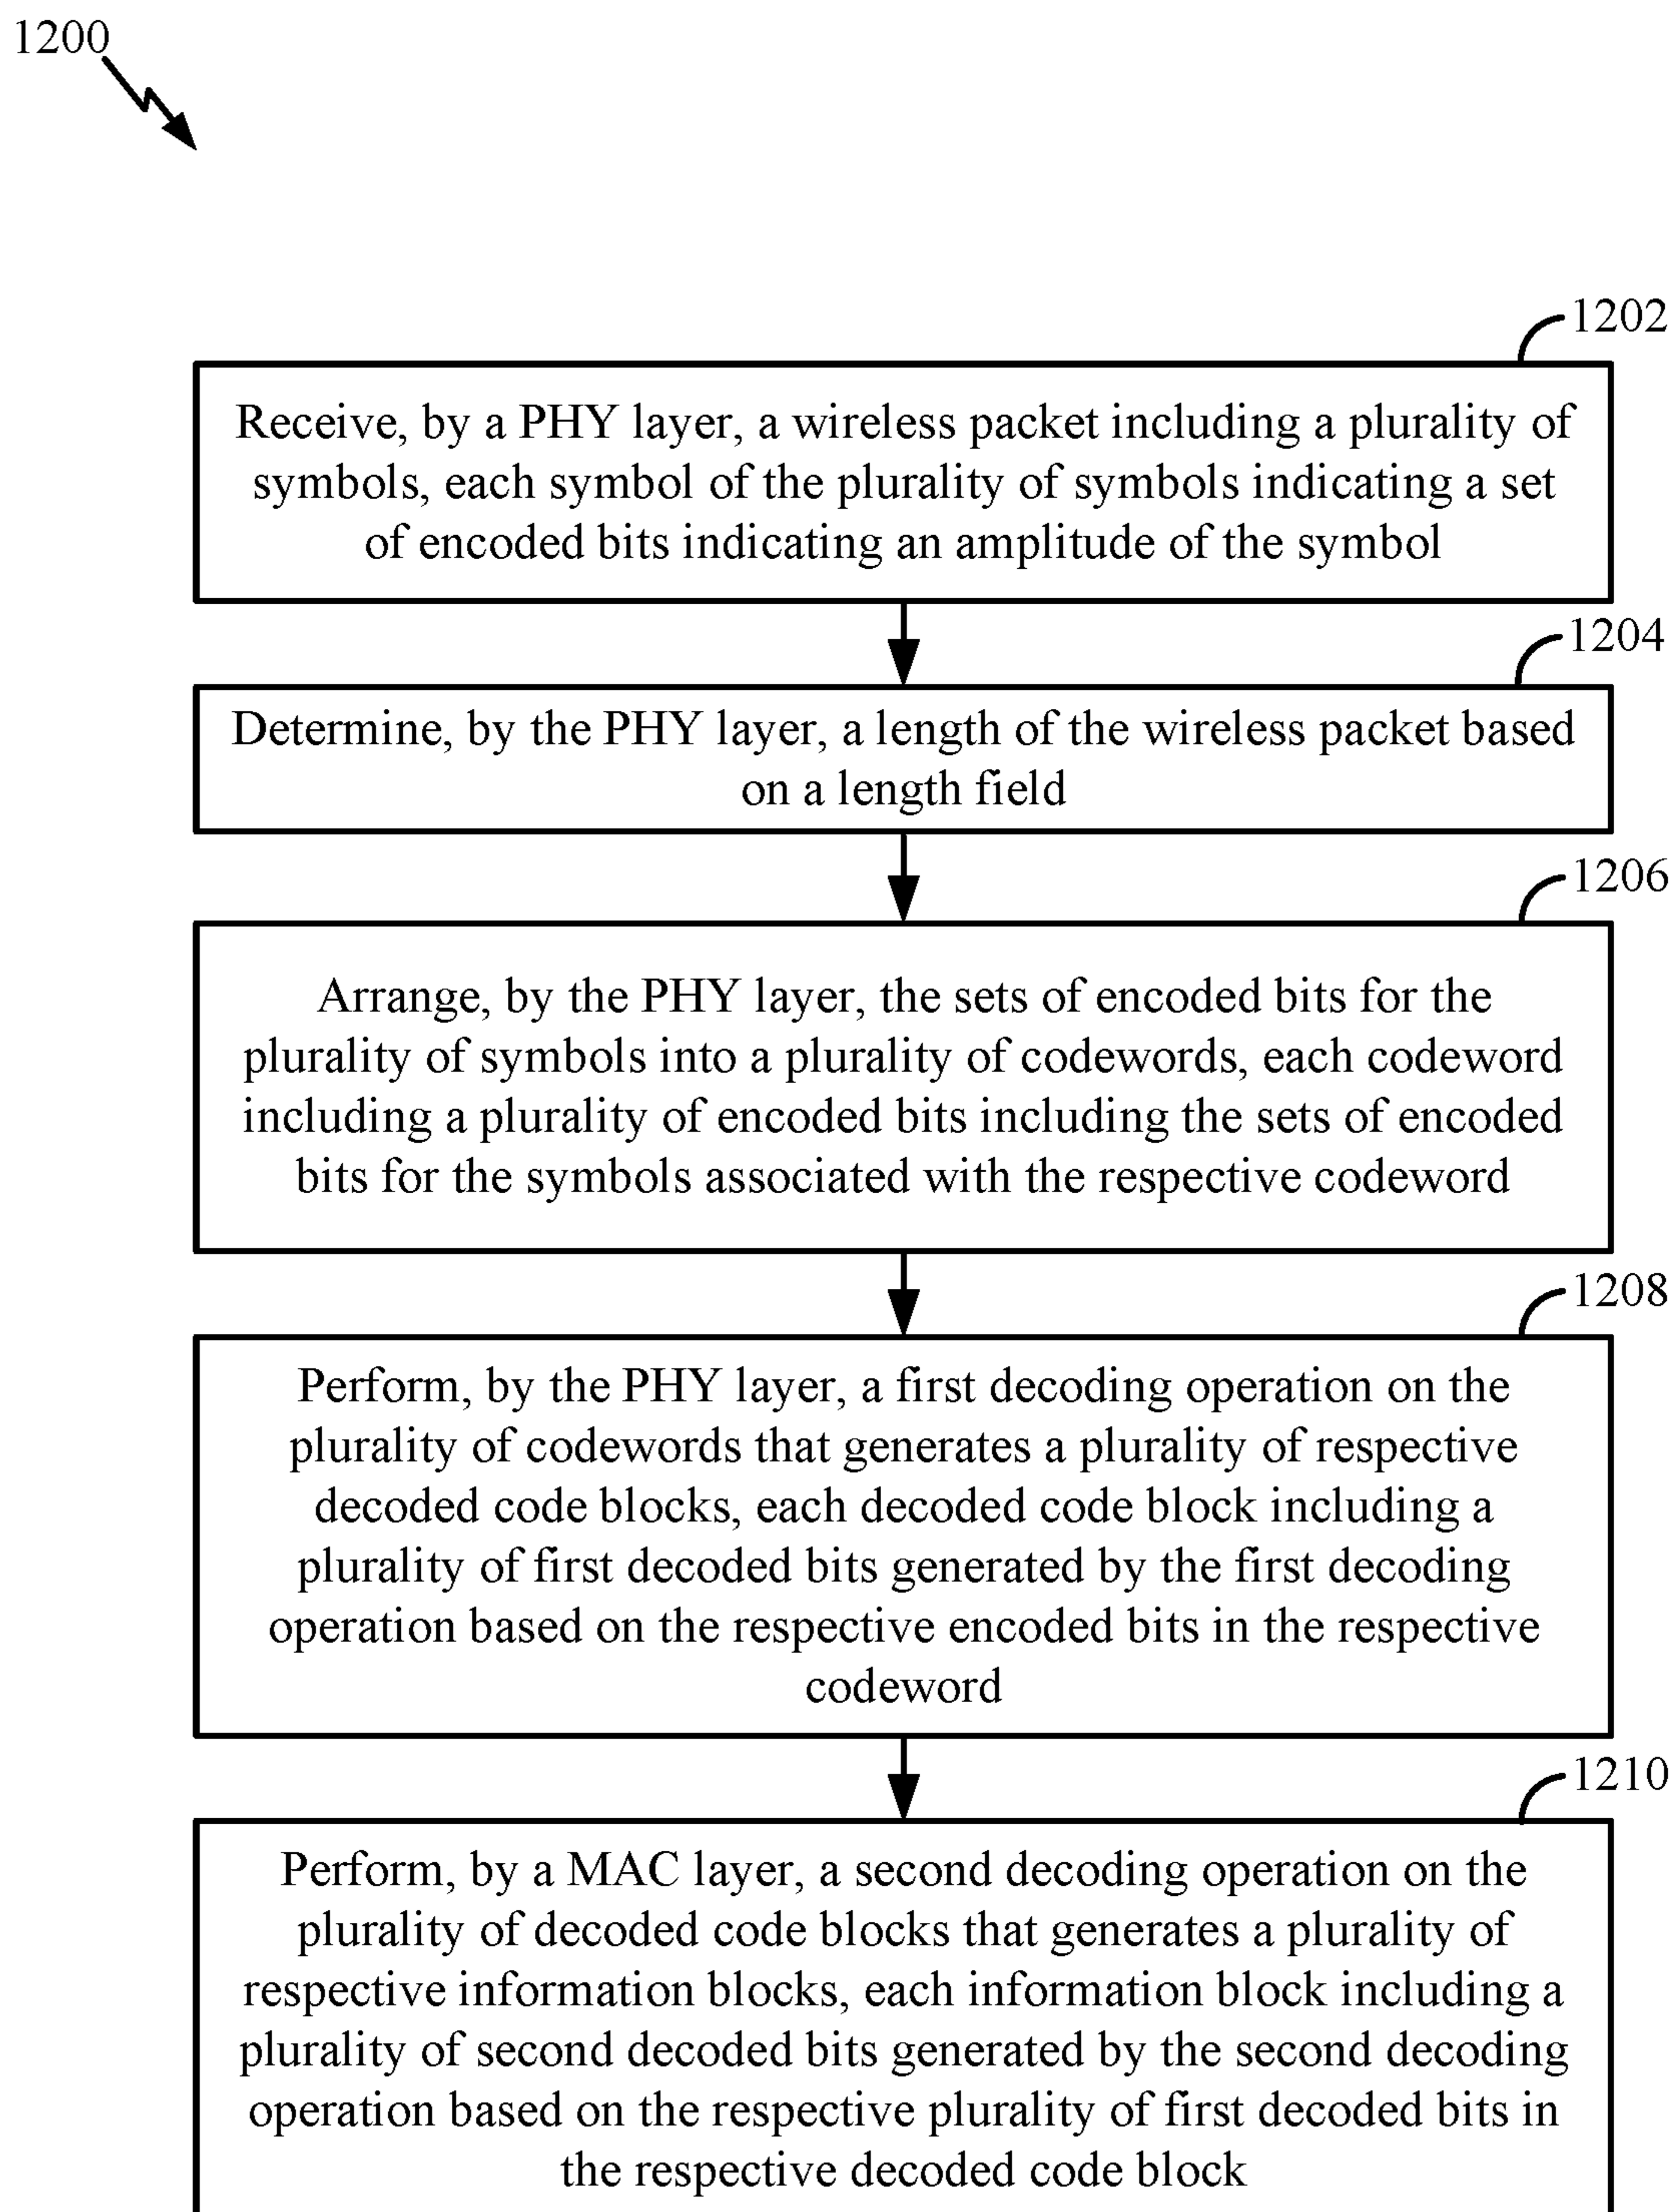 1200
1202
Receive, by a PHY layer, a wireless packet including a plurality of
symbols, each symbol of the plurality of symbols indicating a set
of encoded bits indicating an amplitude of the symbol
1204
Determine, by the PHY layer, a length of the wireless packet based
on a length field
1206
Arrange, by the PHY layer, the sets of encoded bits for the
plurality of symbols into a plurality of codewords, each codeword
including a plurality of encoded bits including the sets of encoded
bits for the symbols associated with the respective codeword
1208
Perform, by the PHY layer, a first decoding operation on the
plurality of codewords that generates a plurality of respective
decoded code blocks, each decoded code block including a
plurality of first decoded bits generated by the first decoding
operation based on the respective encoded bits in the respective
codeword
1210
Perform, by a MAC layer, a second decoding operation on the
plurality of decoded code blocks that generates a plurality of
respective information blocks, each information block including a
plurality of second decoded bits generated by the second decoding
operation based on the respective plurality of first decoded bits in
the respective decoded code block